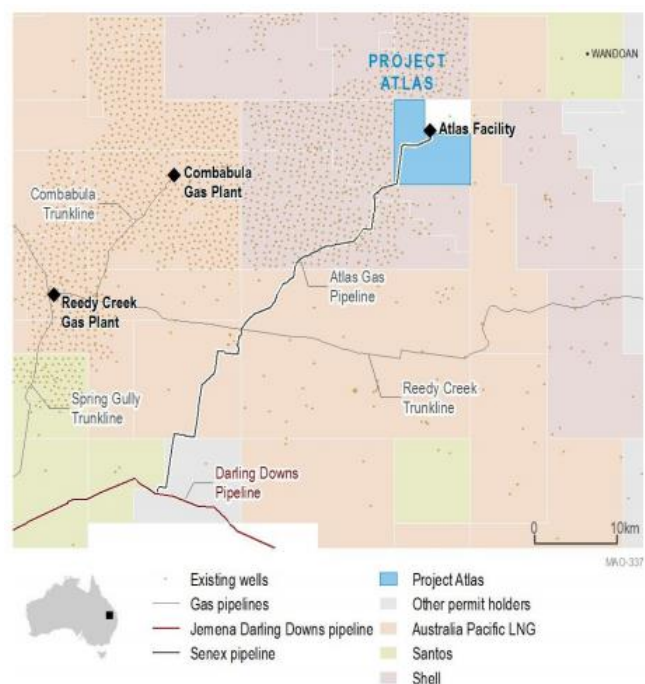 WANDOAN
PROJECT
ATLAS
Atlas Facility
Combabula
Gas Plant
Combabula
Trunkline
Atlas Gas
Pipeline
Reedy Creek
Gas Plant
Reedy Creek
Trunkline
Spring Gully
Trunkline
Darling Downs
Pipeline
0 10km
MAO-337
Existing wells
Gas pipelines
Jemena Darling Downs pipeline
Senex pipeline
Project Atlas
Other permit holders
Australia Pacific LNG
Santos
Shell